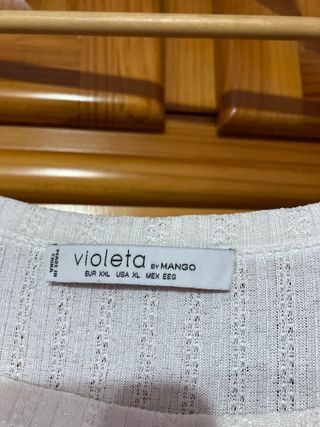 MADE IN
CHINA
violeta BY MANGO
EUR XXL USA XL MEX EEG